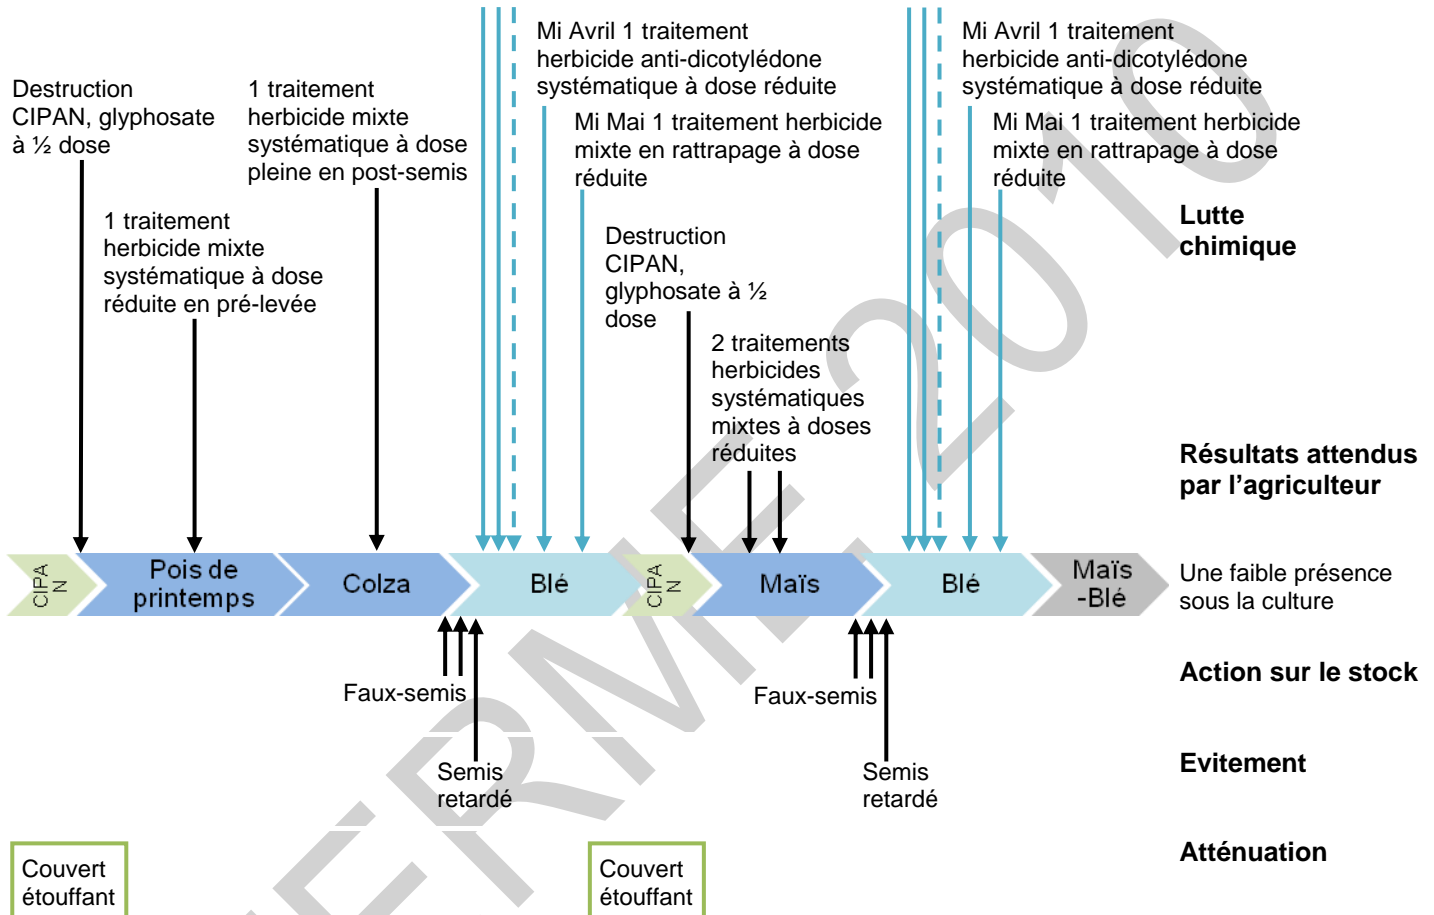 Mi Avril 1 traitement
herbicide anti-dicotylédone
systématique à dose réduite
Mi Avril 1 traitement
herbicide anti-dicotylédone
systématique à dose réduite
Destruction
CIPAN, glyphosate
à ½ dose
1 traitement
herbicide mixte
systématique à dose
pleine en post-semis
Mi Mai 1 traitement herbicide
mixte en rattrapage à dose
réduite
Mi Mai 1 traitement herbicide
mixte en rattrapage à dose
réduite
1 traitement
herbicide mixte
systématique à dose
réduite en pré-levée
Destruction
CIPAN,
glyphosate à ½
dose
Lutte
chimique
2 traitements
herbicides
systématiques
mixtes à doses
réduites
Résultats attendus
par l'agriculteur
CIPA
N
Pois de
printemps
Colza
Blé
CIPA
N
Maïs
Blé
Maïs
-Blé
Une faible présence
sous la culture
Faux-semis
Faux-semis
Action sur le stock
Semis
retardé
Semis
retardé
Evitement
Couvert
étouffant
Couvert
étouffant
Atténuation
FERME 2010